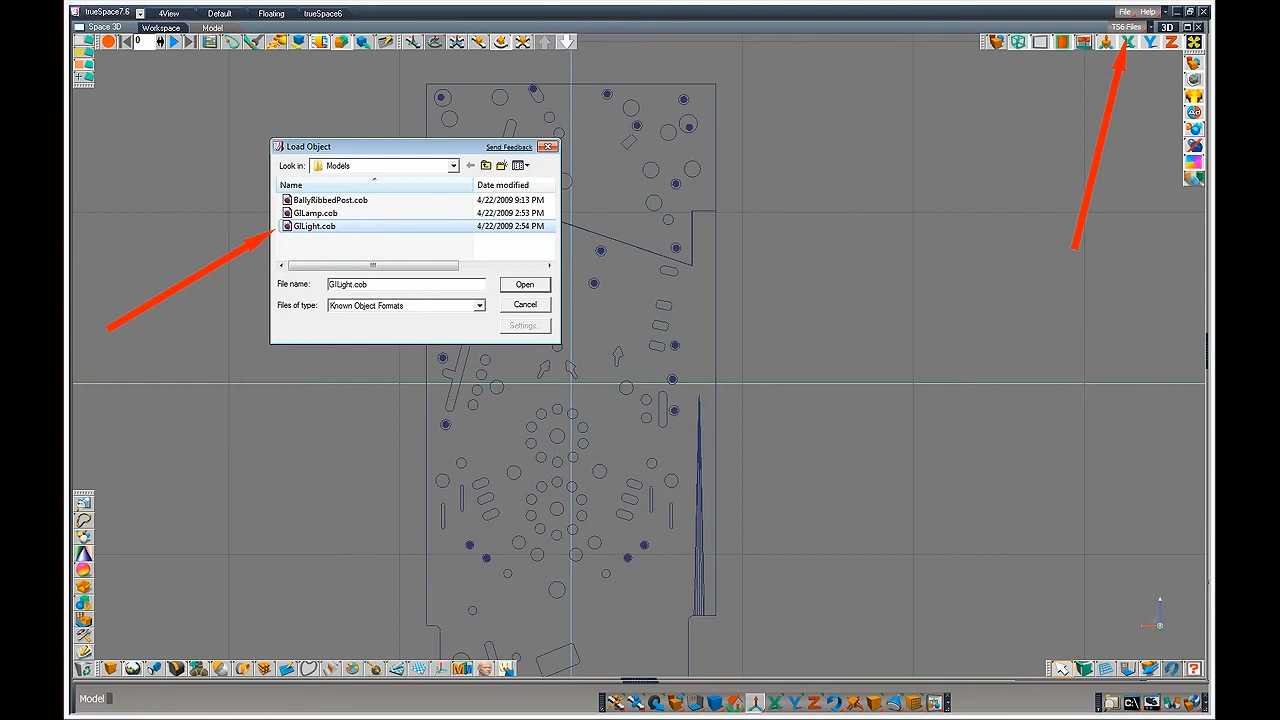 trueSpace7.6 4View Default Floating trueSpace6 File Help
Space 3D Workspace Model TS6 Files 3D
0 X Y Z
Load Object Send Feedback
Look in: Models
Name Date modified
BallyRibbedPost.cob 4/22/2009 9:13 PM
GILamp.cob 4/22/2009 2:53 PM
GILight.cob 4/22/2009 2:54 PM
File name: GILight.cob Open
Files of type: Known Object Formats Cancel
Settings...
Model